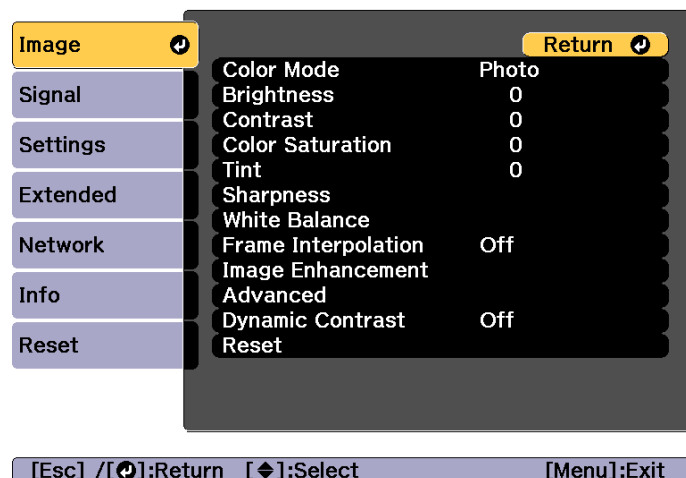 Image
Signal
Settings
Extended
Network
Info
Reset
Return
Color Mode Photo
Brightness 0
Contrast 0
Color Saturation 0
Tint 0
Sharpness
White Balance
Frame Interpolation Off
Image Enhancement
Advanced
Dynamic Contrast Off
Reset
[Esc] /[⏎]:Return [◆]:Select [Menu]:Exit